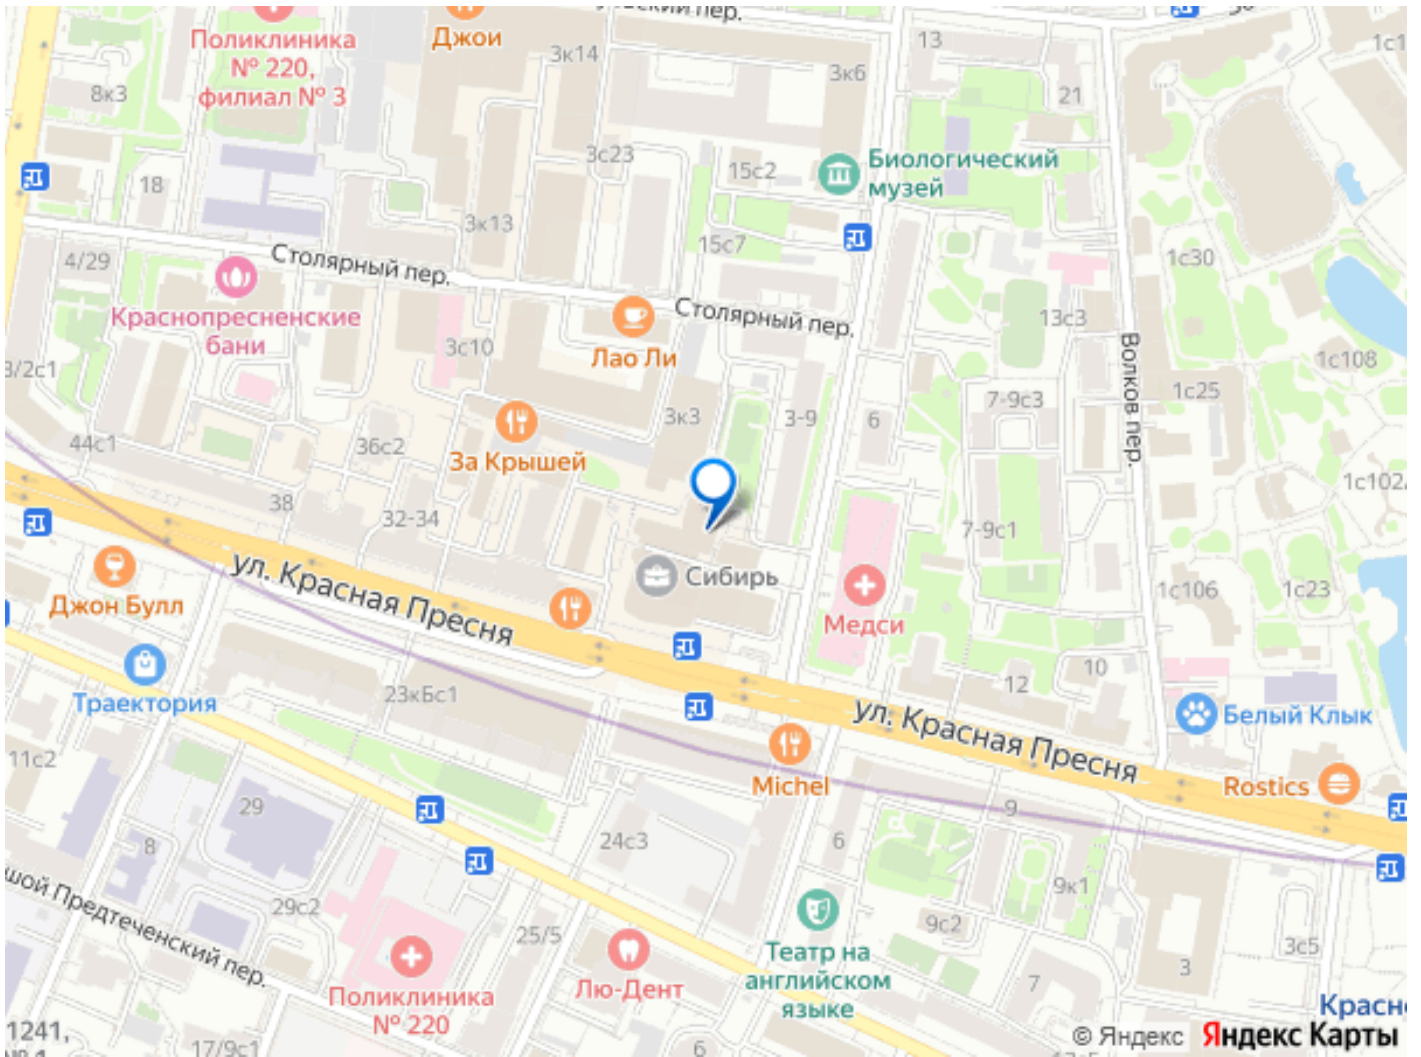 Поликлиника
№ 220,
филиал № 3
Джои
3к14
13
3к6
21
1с1
8к3
18
3с23
15с2
Биологический
музей
3к13
15с7
4/29
Столярный пер.
1с30
Краснопресненские
бани
3с10
Лао Ли
Столярный пер.
13с3
Волков пер.
1с108
3/2с1
3к3
3-9
6
7-9с3
1с25
44с1
36с2
За Крышей
38
32-34
7-9с1
1с102
ул. Красная Пресня
Сибирь
Медси
1с106
1с23
Джон Булл
Траектория
23кБс1
12
10
Белый Клык
ул. Красная Пресня
Michel
Rostics
11с2
29
8
24с3
6
9
9к1
29с2
25/5
9с2
Предтеченский пер.
Поликлиника
№ 220
Лю-Дент
Театр на
английском
языке
7
3
3с5
1241,
17/9с1
6
© Яндекс Яндекс Карты